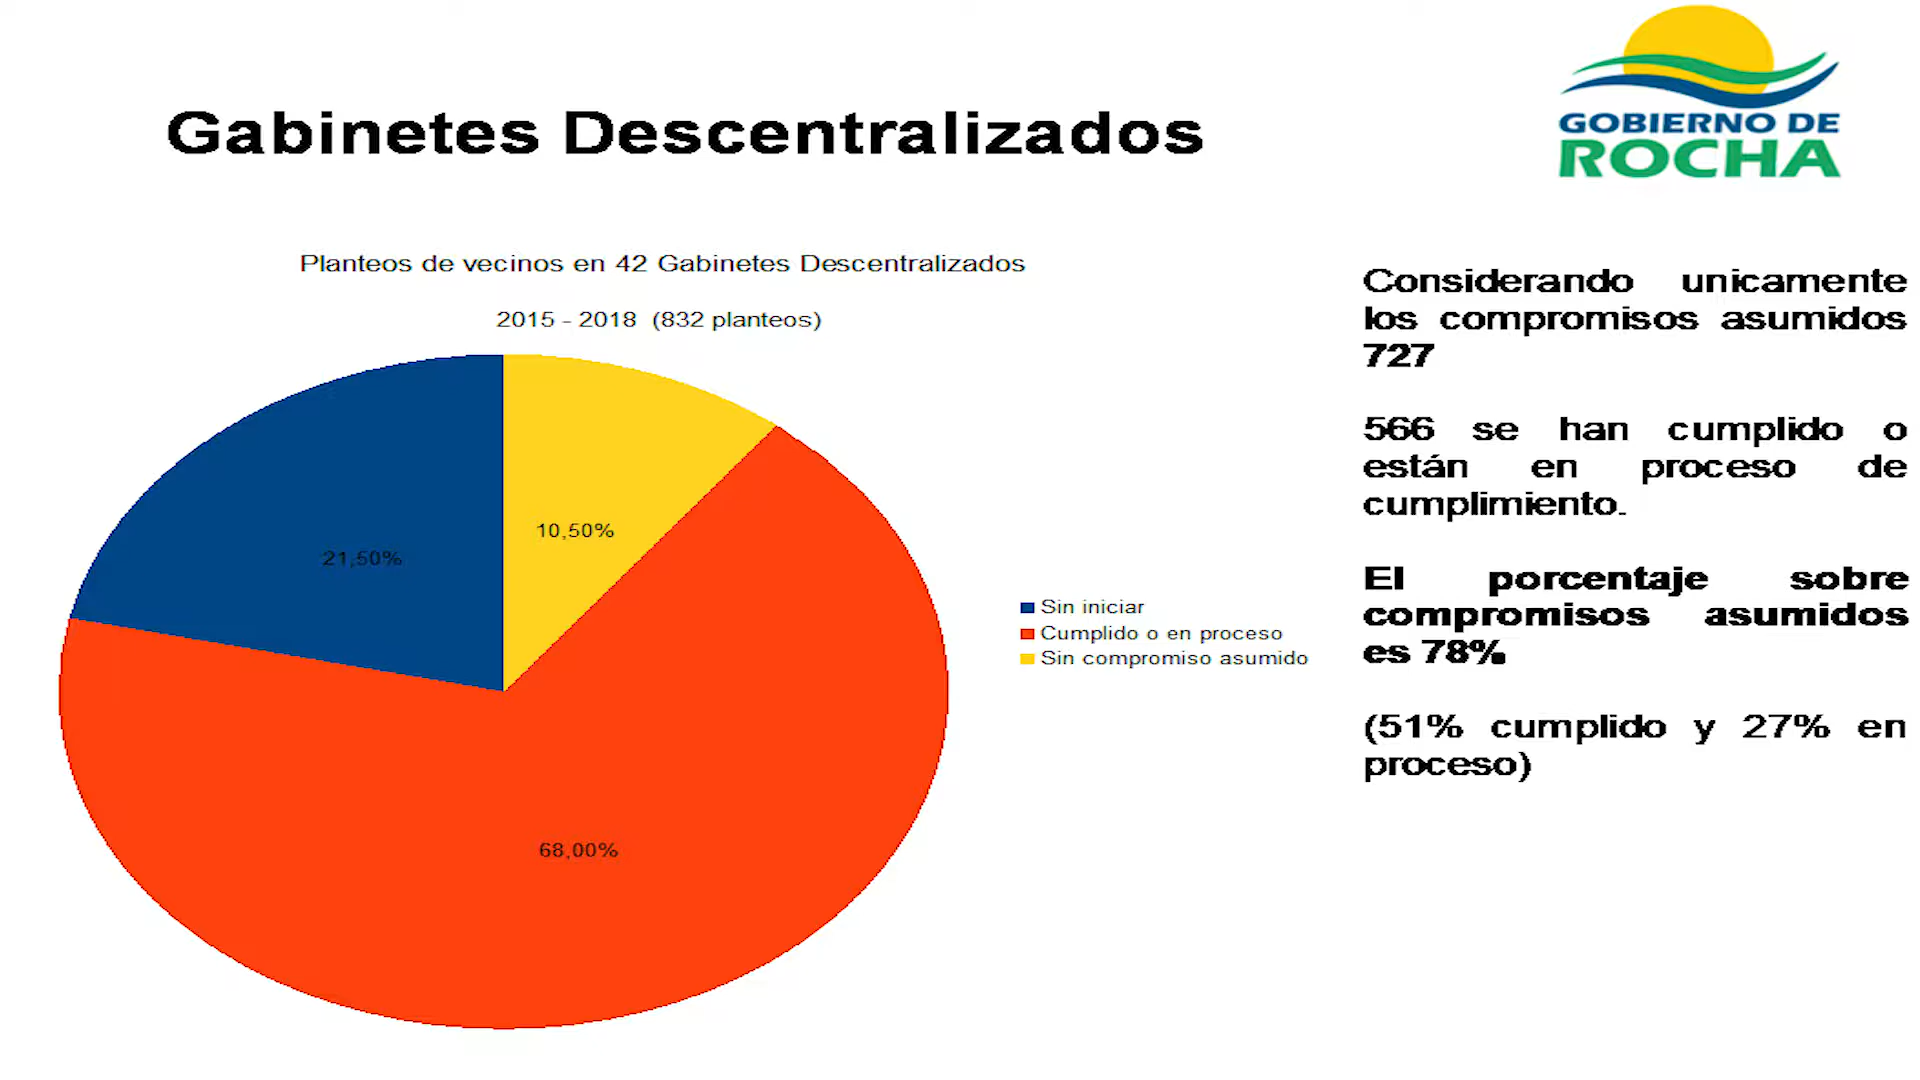 GOBIERNO DE
ROCHA
Gabinetes Descentralizados
Planteos de vecinos en 42 Gabinetes Descentralizados
2015 - 2018 (832 planteos)
21,50%
10,50%
68,00%
Sin iniciar
Cumplido o en proceso
Sin compromiso asumido
Considerando unicamente
los compromisos asumidos
727
566 se han cumplido o
están en proceso de
cumplimiento.
El porcentaje sobre
compromisos asumidos
es 78%
(51% cumplido y 27% en
proceso)